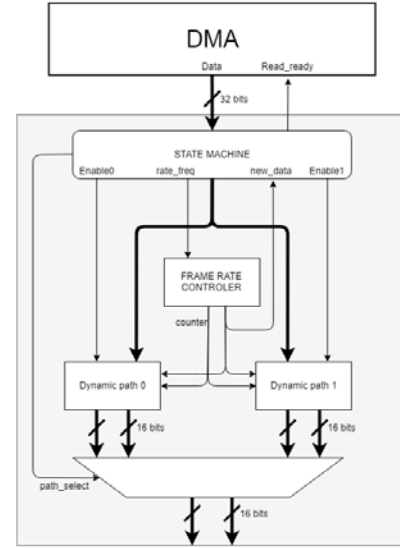 DMA
Data Read_ready
32 bits
STATE MACHINE
Enable0 rate_freq new_data Enable1
FRAME RATE
CONTROLER
counter
Dynamic path 0 Dynamic path 1
16 bits 16 bits
path_select
16 bits